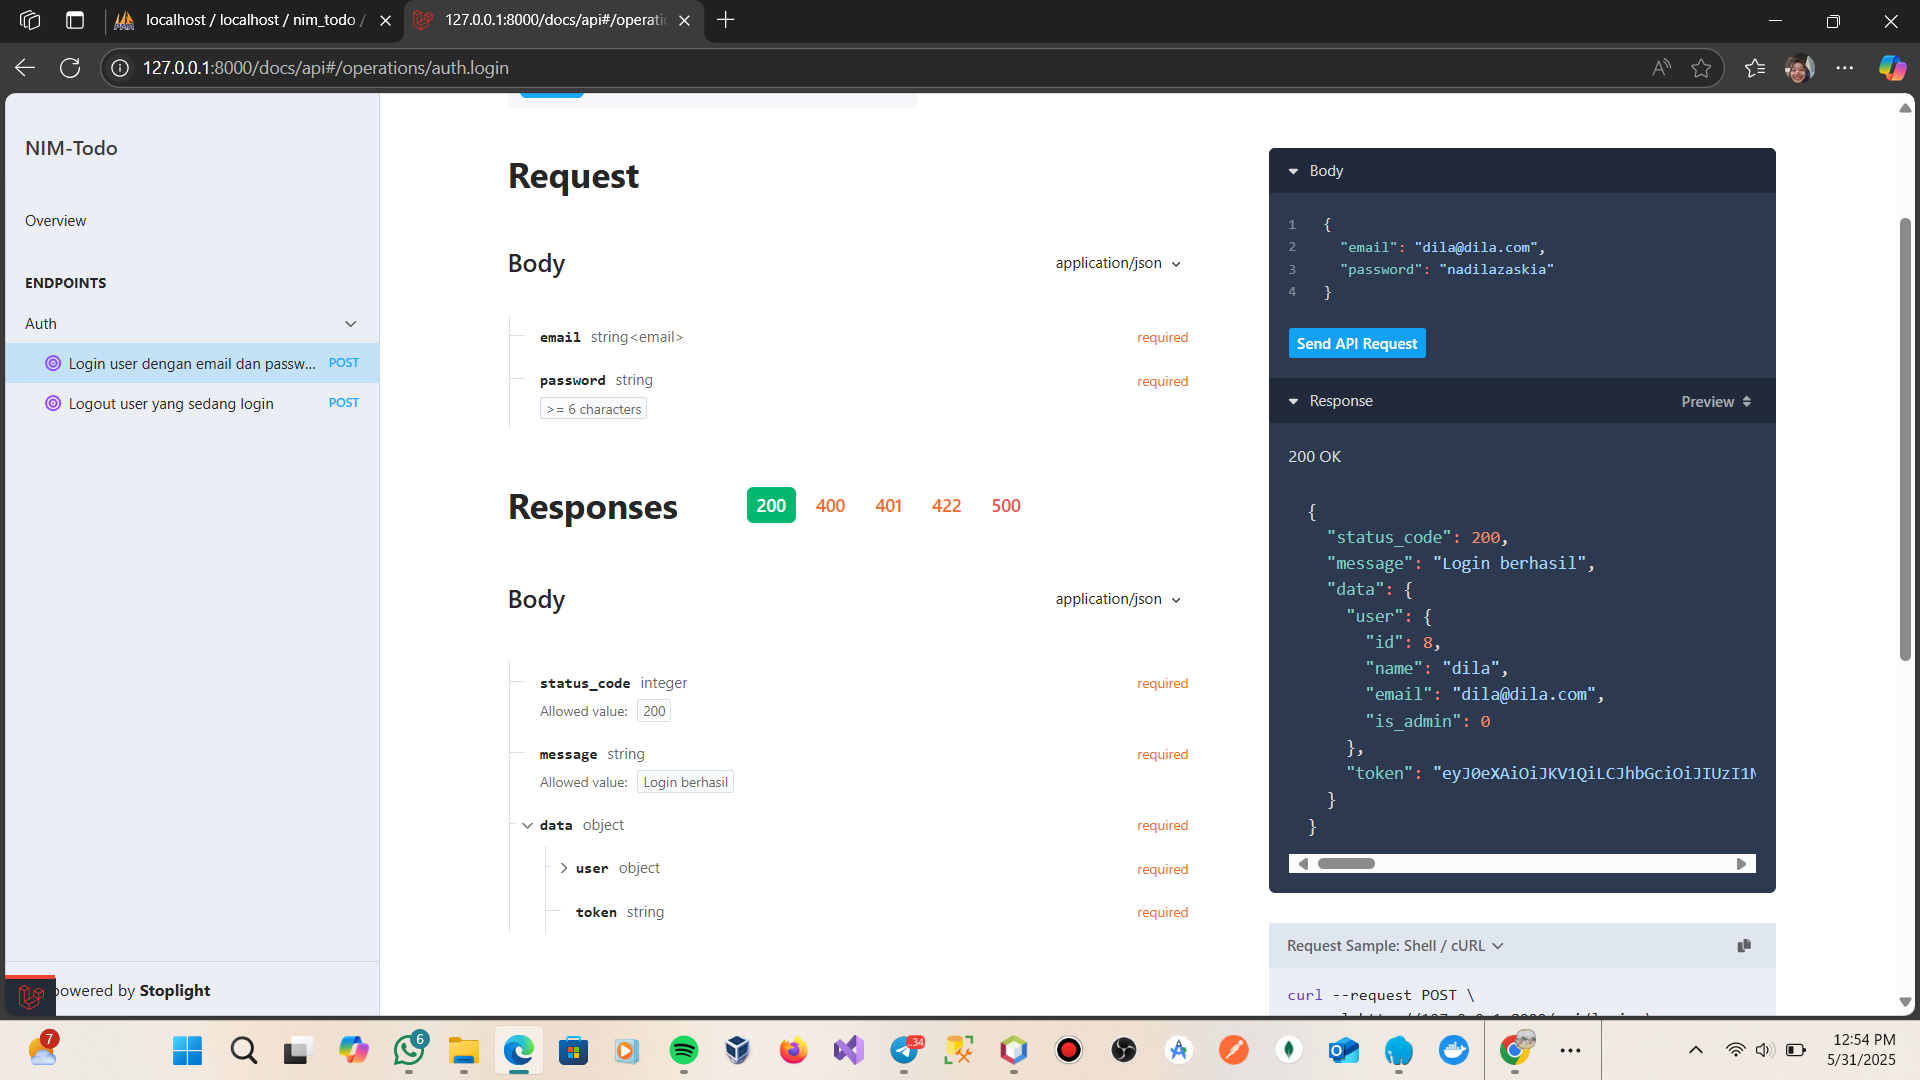 localhost / localhost / nim_todo /
127.0.0.1:8000/docs/api#/operati
127.0.0.1:8000/docs/api#/operations/auth.login
NIM-Todo
Overview
ENDPOINTS
Auth
Login user dengan email dan passw... POST
Logout user yang sedang login POST
powered by Stoplight
Request
Body application/json
email string<email> required
password string required
>= 6 characters
Responses 200 400 401 422 500
Body application/json
status_code integer required
Allowed value: 200
message string required
Allowed value: Login berhasil
data object required
user object required
token string required
Body
1 {
2 "email": "dila@dila.com",
3 "password": "nadilazaskia"
4 }
Send API Request
Response Preview
200 OK
{
"status_code": 200,
"message": "Login berhasil",
"data": {
"user": {
"id": 8,
"name": "dila",
"email": "dila@dila.com",
"is_admin": 0
},
"token": "eyJ0eXAiOiJKV1QiLCJhbGciOiJIUzI1N
}
}
Request Sample: Shell / cURL
curl --request POST \
7
6
.34
12:54 PM
5/31/2025